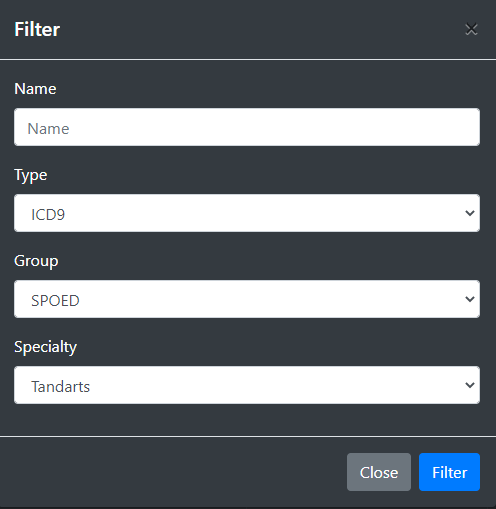 Filter ×
Name
Name
Type
ICD9
Group
SPOED
Specialty
Tandarts
Close Filter